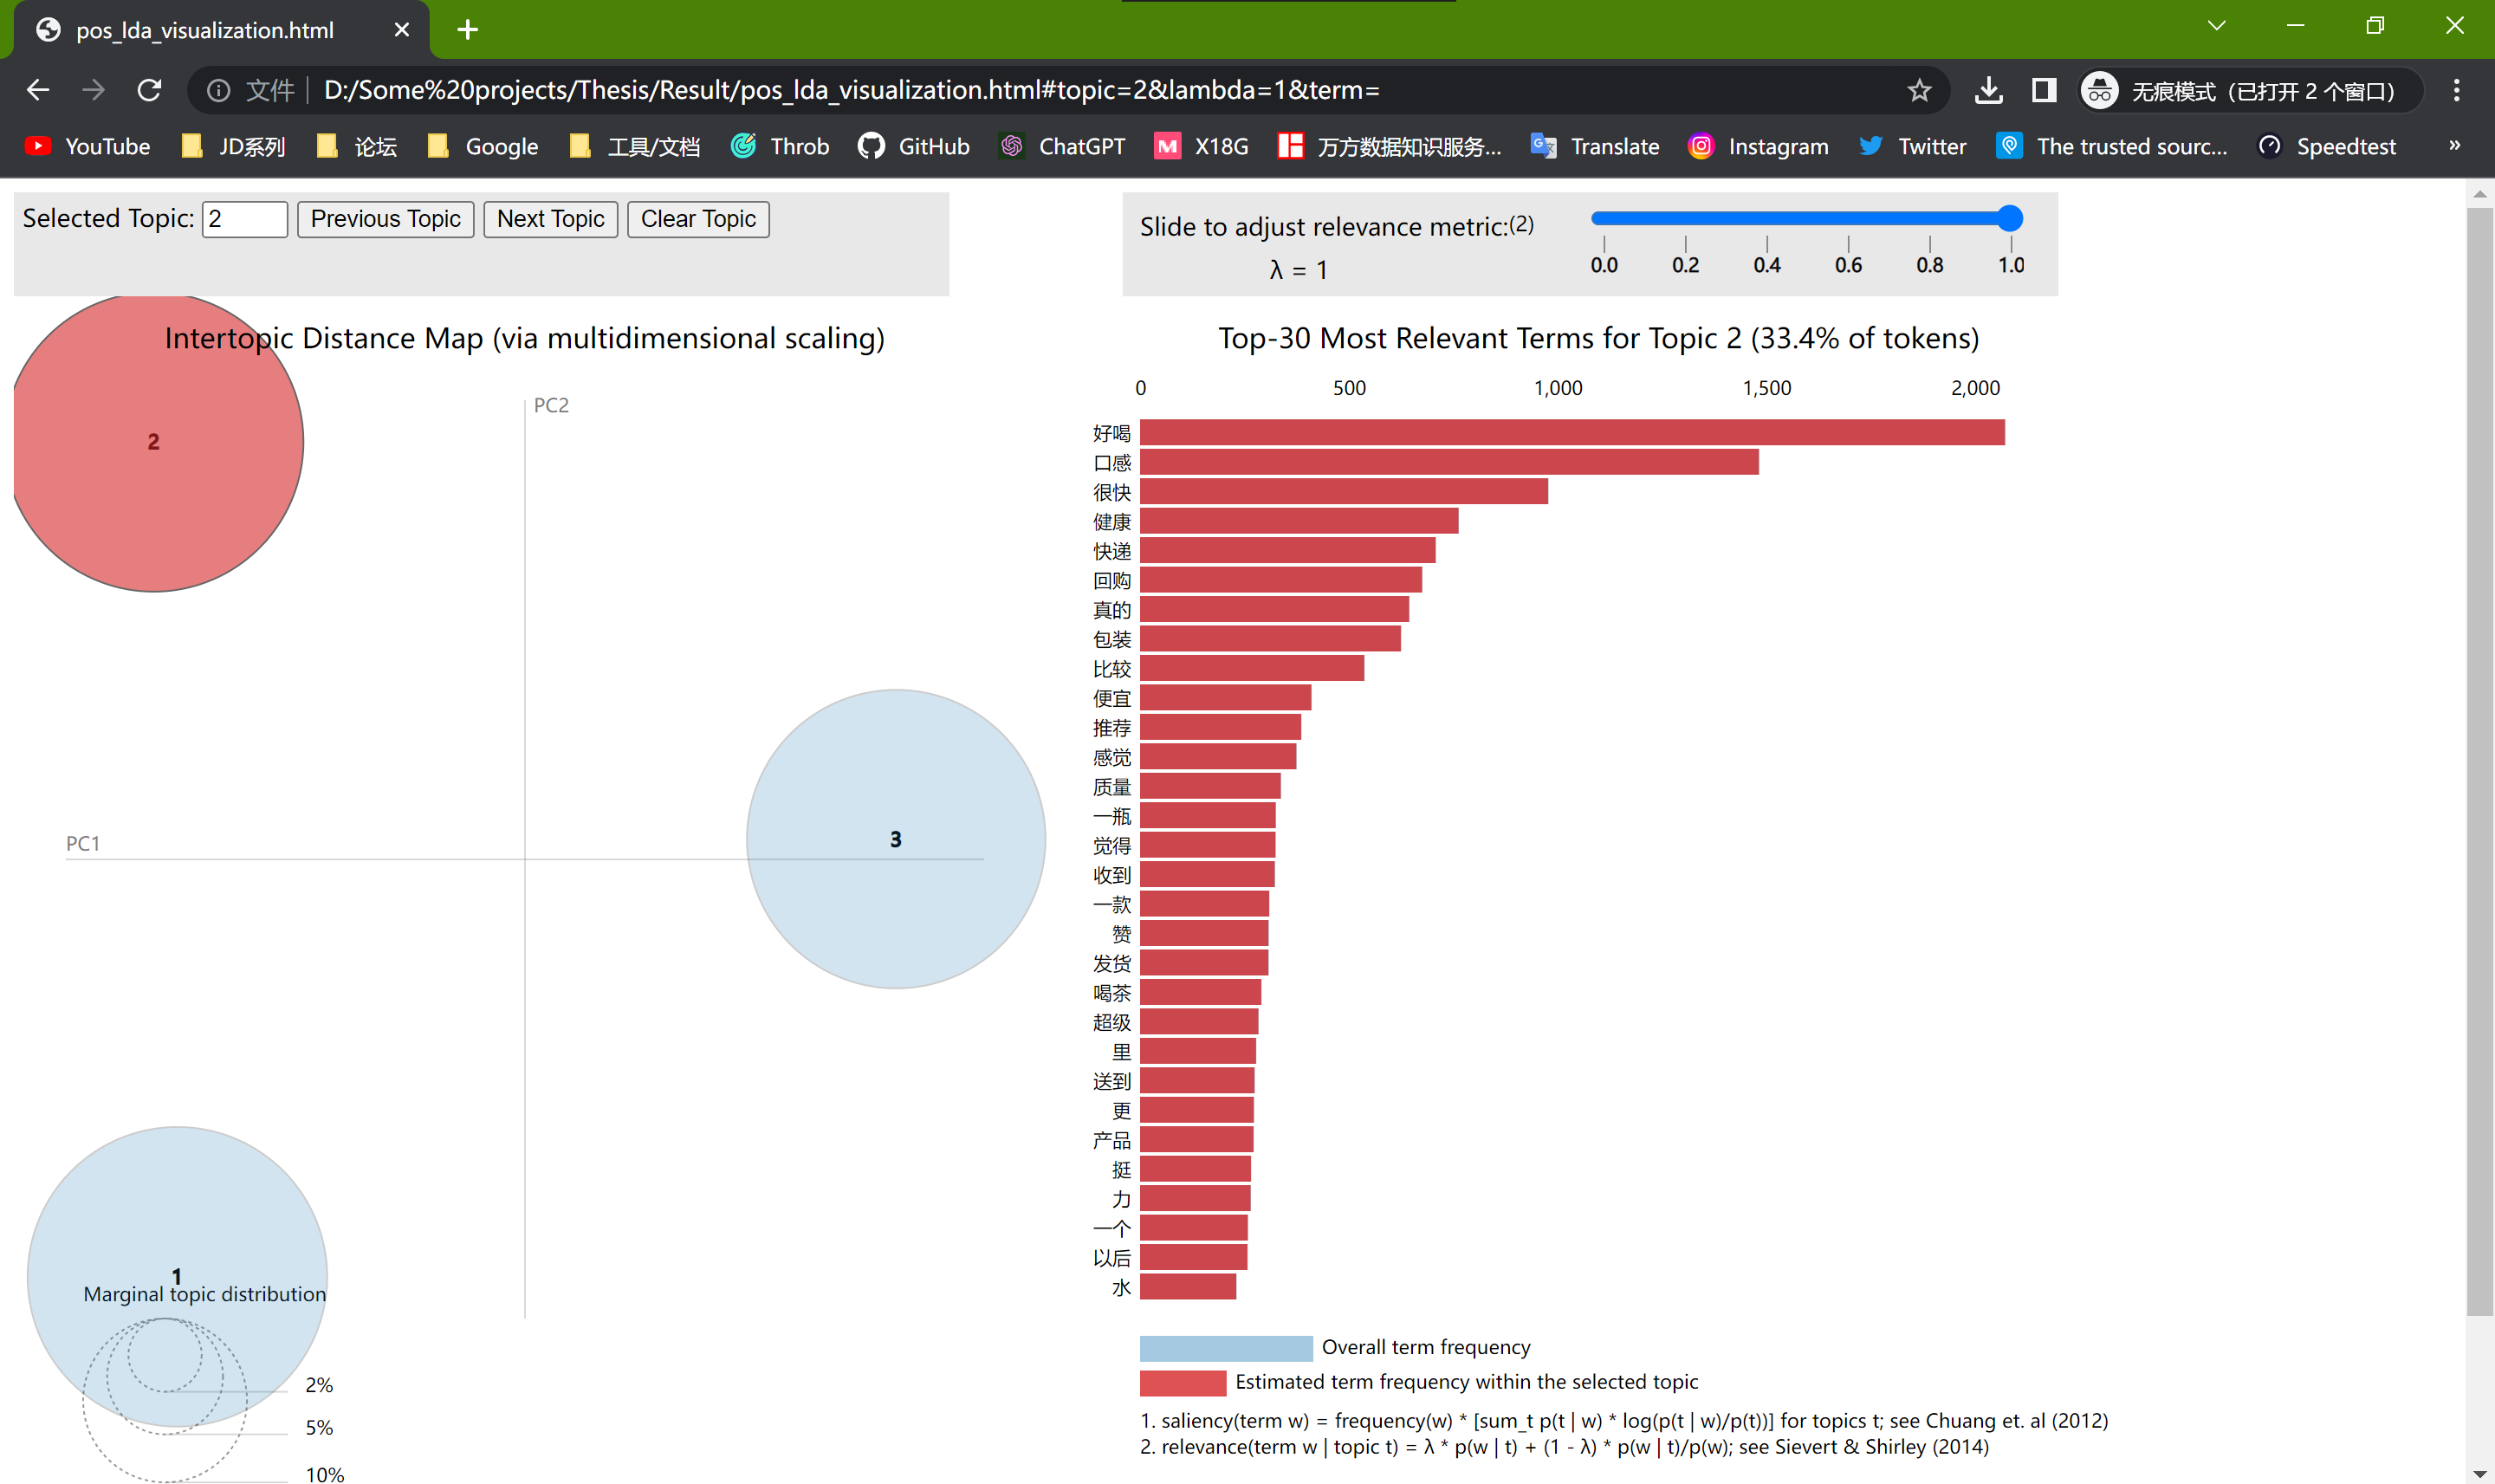 pos_lda_visualization.html
文件 D:/Some%20projects/Thesis/Result/pos_lda_visualization.html#topic=2&lambda=1&term=
无痕模式（已打开 2 个窗口）
YouTube JD系列 论坛 Google 工具/文档 Throb GitHub ChatGPT X18G 万方数据知识服务... Translate Instagram Twitter The trusted sourc... Speedtest »
Selected Topic: 2 Previous Topic Next Topic Clear Topic
Slide to adjust relevance metric:(2)
λ = 1
0.0 0.2 0.4 0.6 0.8 1.0
Intertopic Distance Map (via multidimensional scaling)
PC2
2
PC1
3
1
Marginal topic distribution
2%
5%
10%
Top-30 Most Relevant Terms for Topic 2 (33.4% of tokens)
0 500 1,000 1,500 2,000
好喝
口感
很快
健康
快递
回购
真的
包装
比较
便宜
推荐
感觉
质量
一瓶
觉得
收到
一款
赞
发货
喝茶
超级
里
送到
更
产品
挺
力
一个
以后
水
Overall term frequency
Estimated term frequency within the selected topic
1. saliency(term w) = frequency(w) * [sum_t p(t | w) * log(p(t | w)/p(t))] for topics t; see Chuang et. al (2012)
2. relevance(term w | topic t) = λ * p(w | t) + (1 - λ) * p(w | t)/p(w); see Sievert & Shirley (2014)